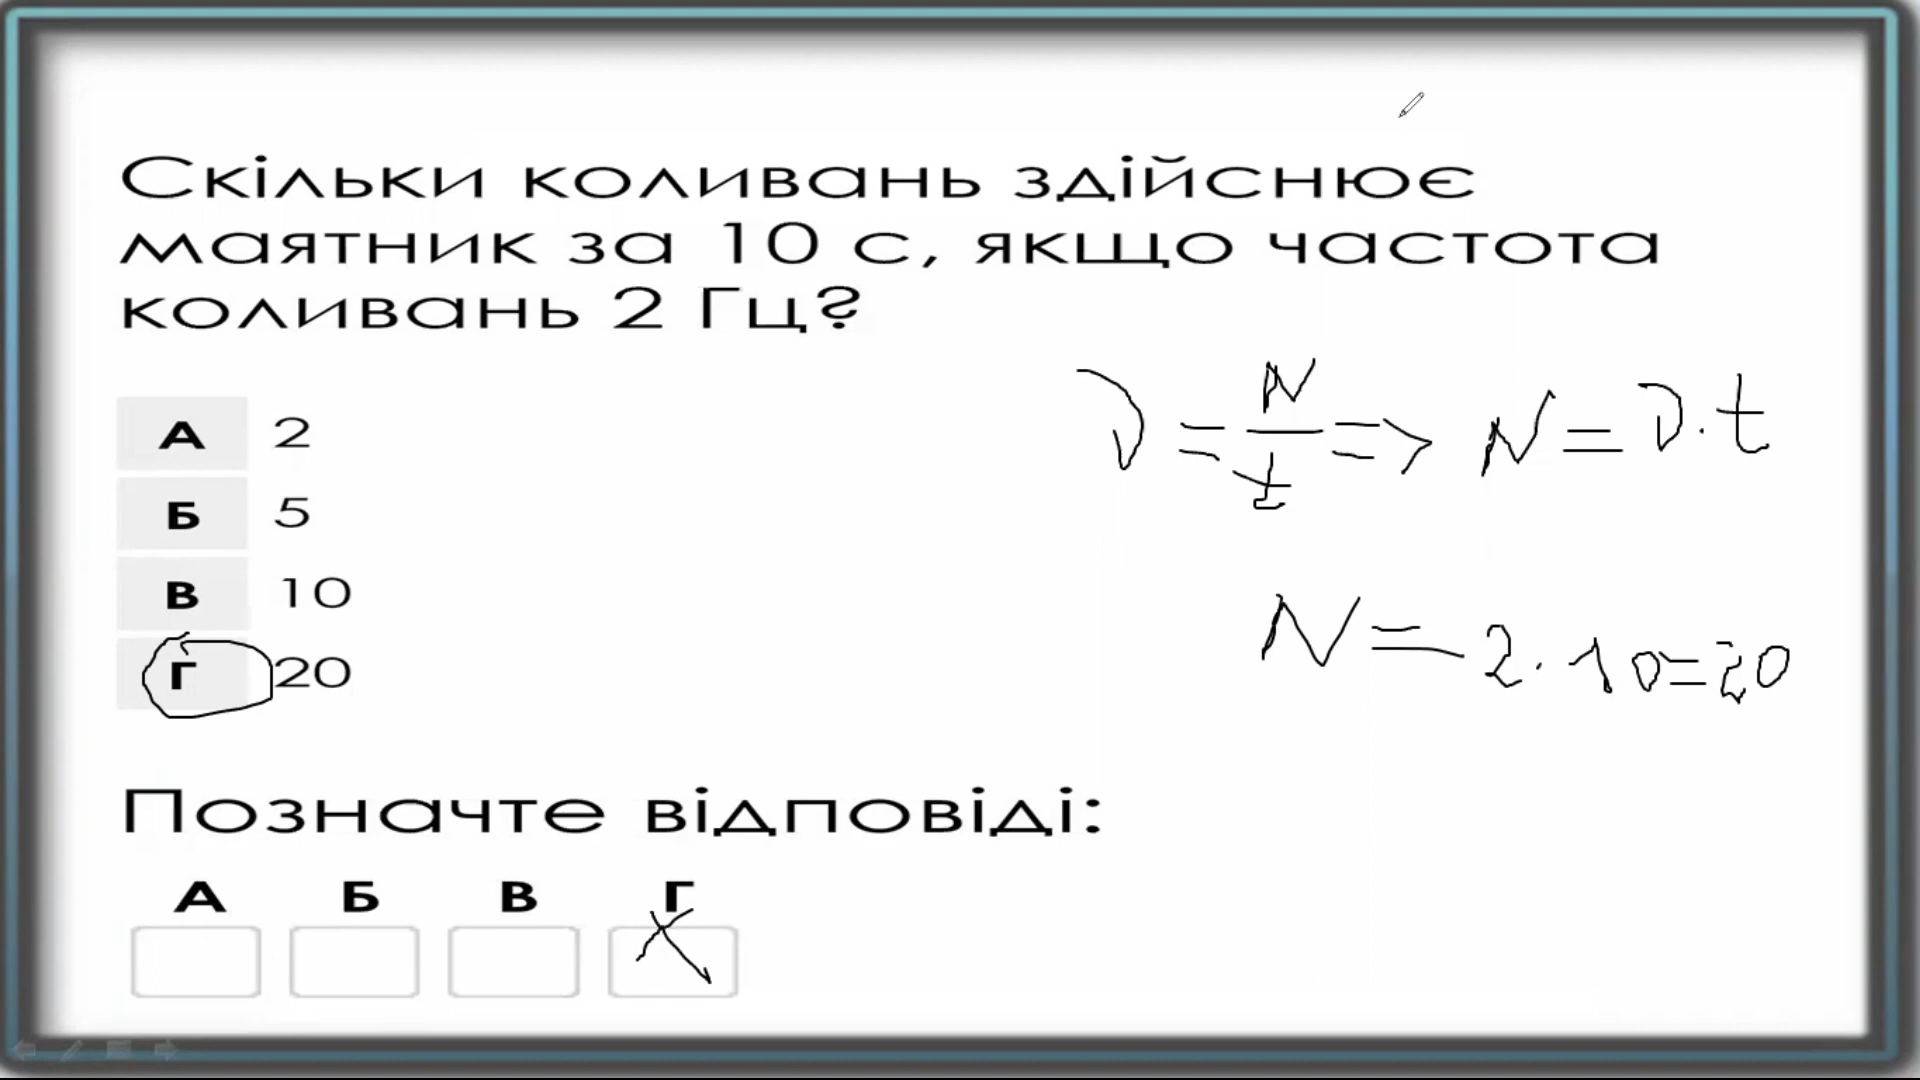 Скільки коливань здійснює
маятник за 10 с, якщо частота
коливань 2 Гц?
ν = N/t => N = ν · t
А 2
Б 5
В 10
Г 20
N = 2 · 10 = 20
Позначте відповіді:
А Б В Г
X